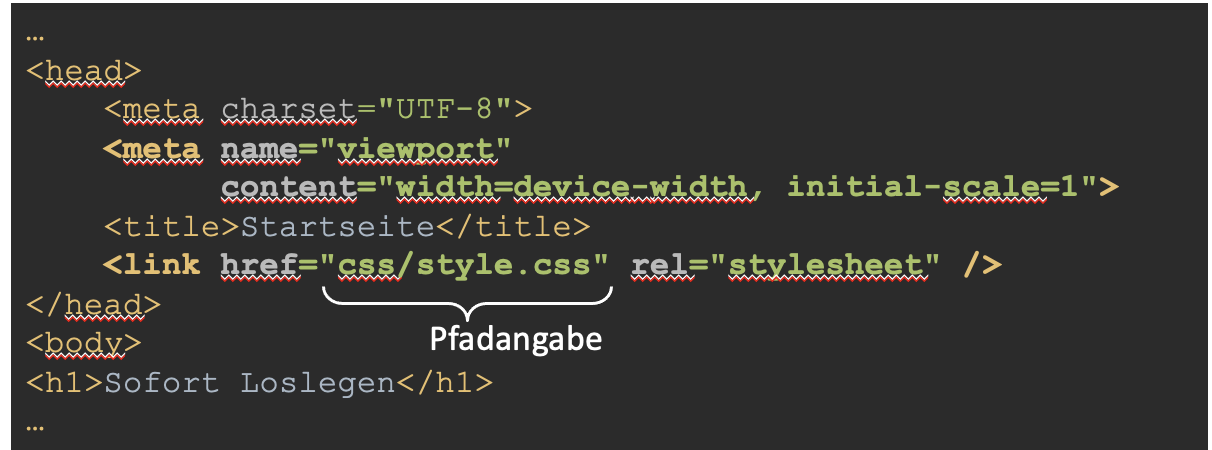 …
<head>
<meta charset="UTF-8">
<meta name="viewport"
content="width=device-width, initial-scale=1">
<title>Startseite</title>
<link href="css/style.css" rel="stylesheet" />
Pfadangabe
</head>
<body>
<h1>Sofort Loslegen</h1>
…